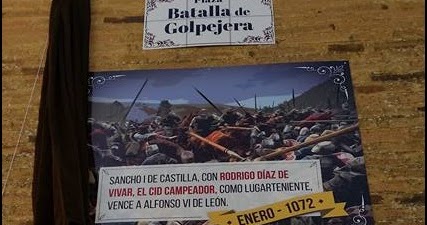 Plaza
Batalla de
Golpejera
SANCHO I DE CASTILLA, CON RODRIGO DÍAZ DE
VIVAR, EL CID CAMPEADOR, COMO LUGARTENIENTE,
VENCE A ALFONSO VI DE LEÓN.
ENERO - 1072